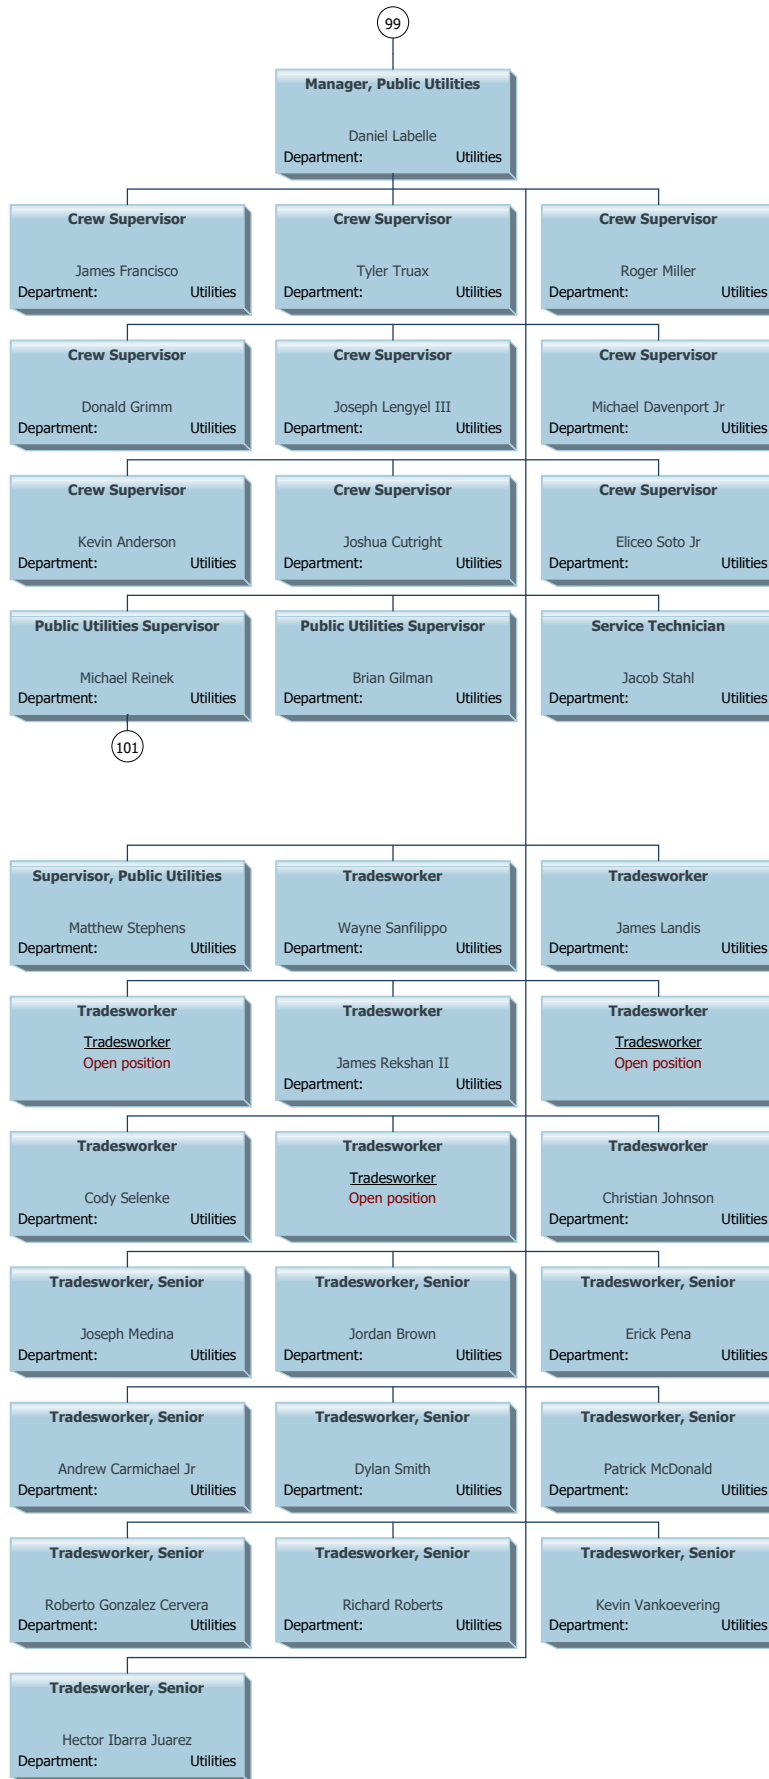 99
Manager, Public Utilities
Daniel Labelle
Department: Utilities
Crew Supervisor
James Francisco
Department: Utilities
Crew Supervisor
Tyler Truax
Department: Utilities
Crew Supervisor
Roger Miller
Department: Utilities
Crew Supervisor
Donald Grimm
Department: Utilities
Crew Supervisor
Joseph Lengyel III
Department: Utilities
Crew Supervisor
Michael Davenport Jr
Department: Utilities
Crew Supervisor
Kevin Anderson
Department: Utilities
Crew Supervisor
Joshua Cutright
Department: Utilities
Crew Supervisor
Eliceo Soto Jr
Department: Utilities
Public Utilities Supervisor
Michael Reinek
Department: Utilities
101
Public Utilities Supervisor
Brian Gilman
Department: Utilities
Service Technician
Jacob Stahl
Department: Utilities
Supervisor, Public Utilities
Matthew Stephens
Department: Utilities
Tradesworker
Wayne Sanfilippo
Department: Utilities
Tradesworker
James Landis
Department: Utilities
Tradesworker
Tradesworker
Open position
Tradesworker
James Rekshan II
Department: Utilities
Tradesworker
Tradesworker
Open position
Tradesworker
Cody Selenke
Department: Utilities
Tradesworker
Tradesworker
Open position
Tradesworker
Christian Johnson
Department: Utilities
Tradesworker, Senior
Joseph Medina
Department: Utilities
Tradesworker, Senior
Jordan Brown
Department: Utilities
Tradesworker, Senior
Erick Pena
Department: Utilities
Tradesworker, Senior
Andrew Carmichael Jr
Department: Utilities
Tradesworker, Senior
Dylan Smith
Department: Utilities
Tradesworker, Senior
Patrick McDonald
Department: Utilities
Tradesworker, Senior
Roberto Gonzalez Cervera
Department: Utilities
Tradesworker, Senior
Richard Roberts
Department: Utilities
Tradesworker, Senior
Kevin Vankoevering
Department: Utilities
Tradesworker, Senior
Hector Ibarra Juarez
Department: Utilities